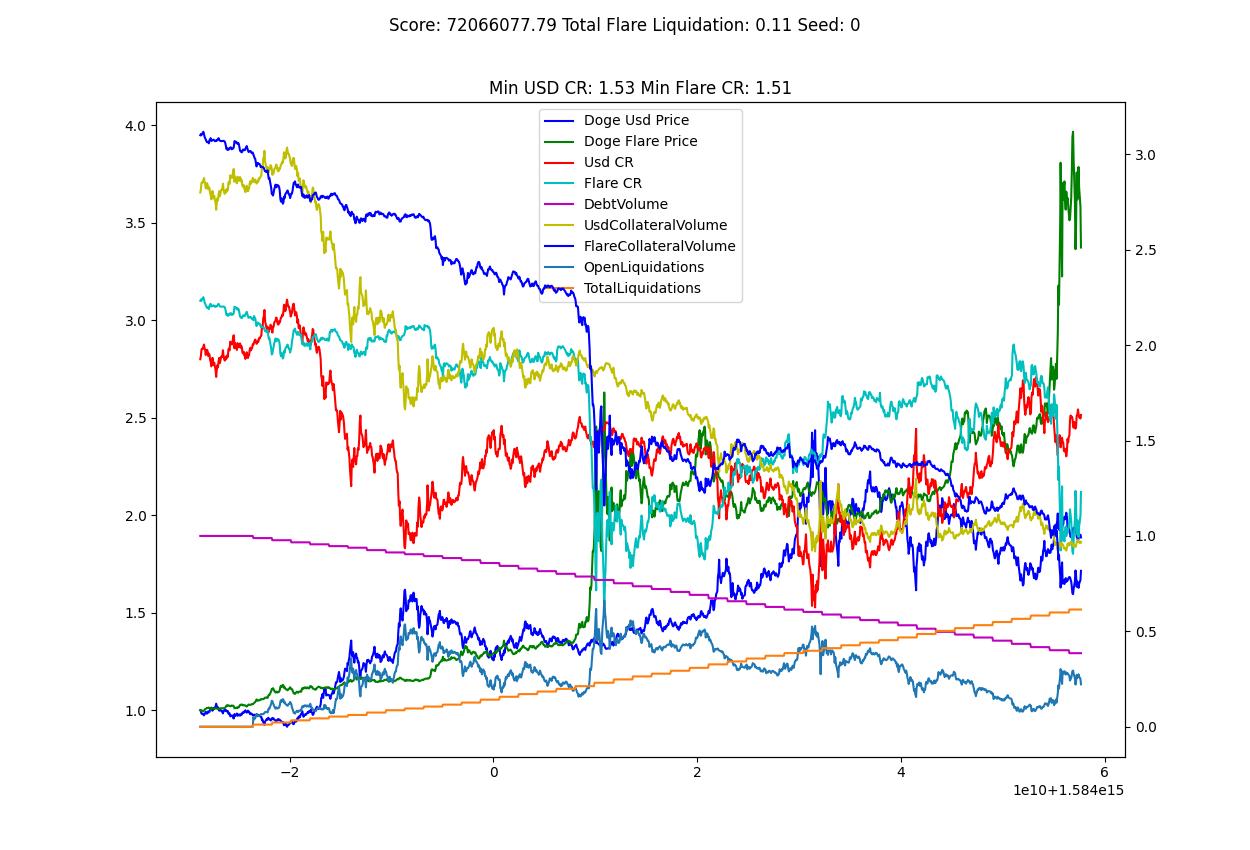 Score: 72066077.79 Total Flare Liquidation: 0.11 Seed: 0
Min USD CR: 1.53 Min Flare CR: 1.51
Doge Usd Price
Doge Flare Price
Usd CR
Flare CR
DebtVolume
UsdCollateralVolume
FlareCollateralVolume
OpenLiquidations
TotalLiquidations
4.0
3.5
3.0
2.5
2.0
1.5
1.0
3.0
2.5
2.0
1.5
1.0
0.5
0.0
−2
0
2
4
6
1e10+1.584e15